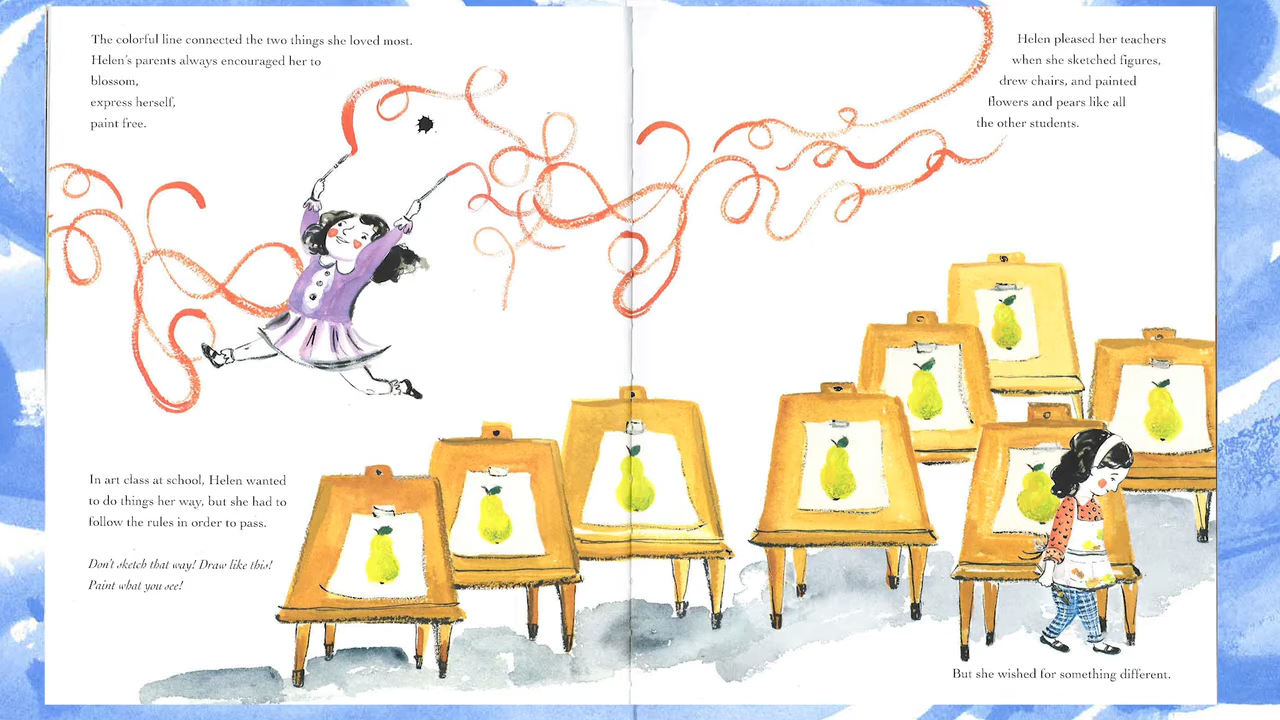 The colorful line connected the two things she loved most.
Helen's parents always encouraged her to
blossom,
express herself,
paint free.
In art class at school, Helen wanted
to do things her way, but she had to
follow the rules in order to pass.
Don't sketch that way! Draw like this!
Paint what you see!
Helen pleased her teachers
when she sketched figures,
drew chairs, and painted
flowers and pears like all
the other students.
But she wished for something different.